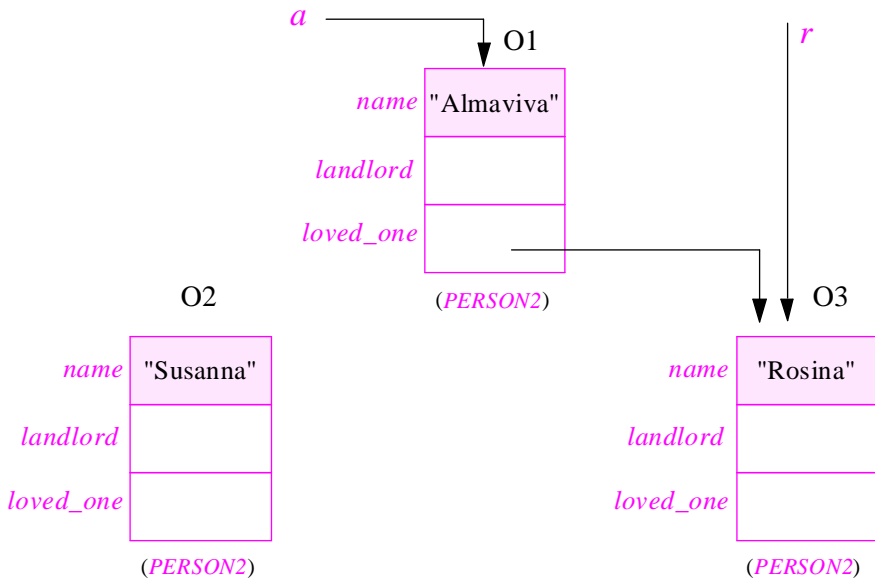 a
r
O1
name "Almaviva"
landlord
loved_one
(PERSON2)
O2
O3
name "Susanna"
name "Rosina"
landlord
landlord
loved_one
loved_one
(PERSON2)
(PERSON2)